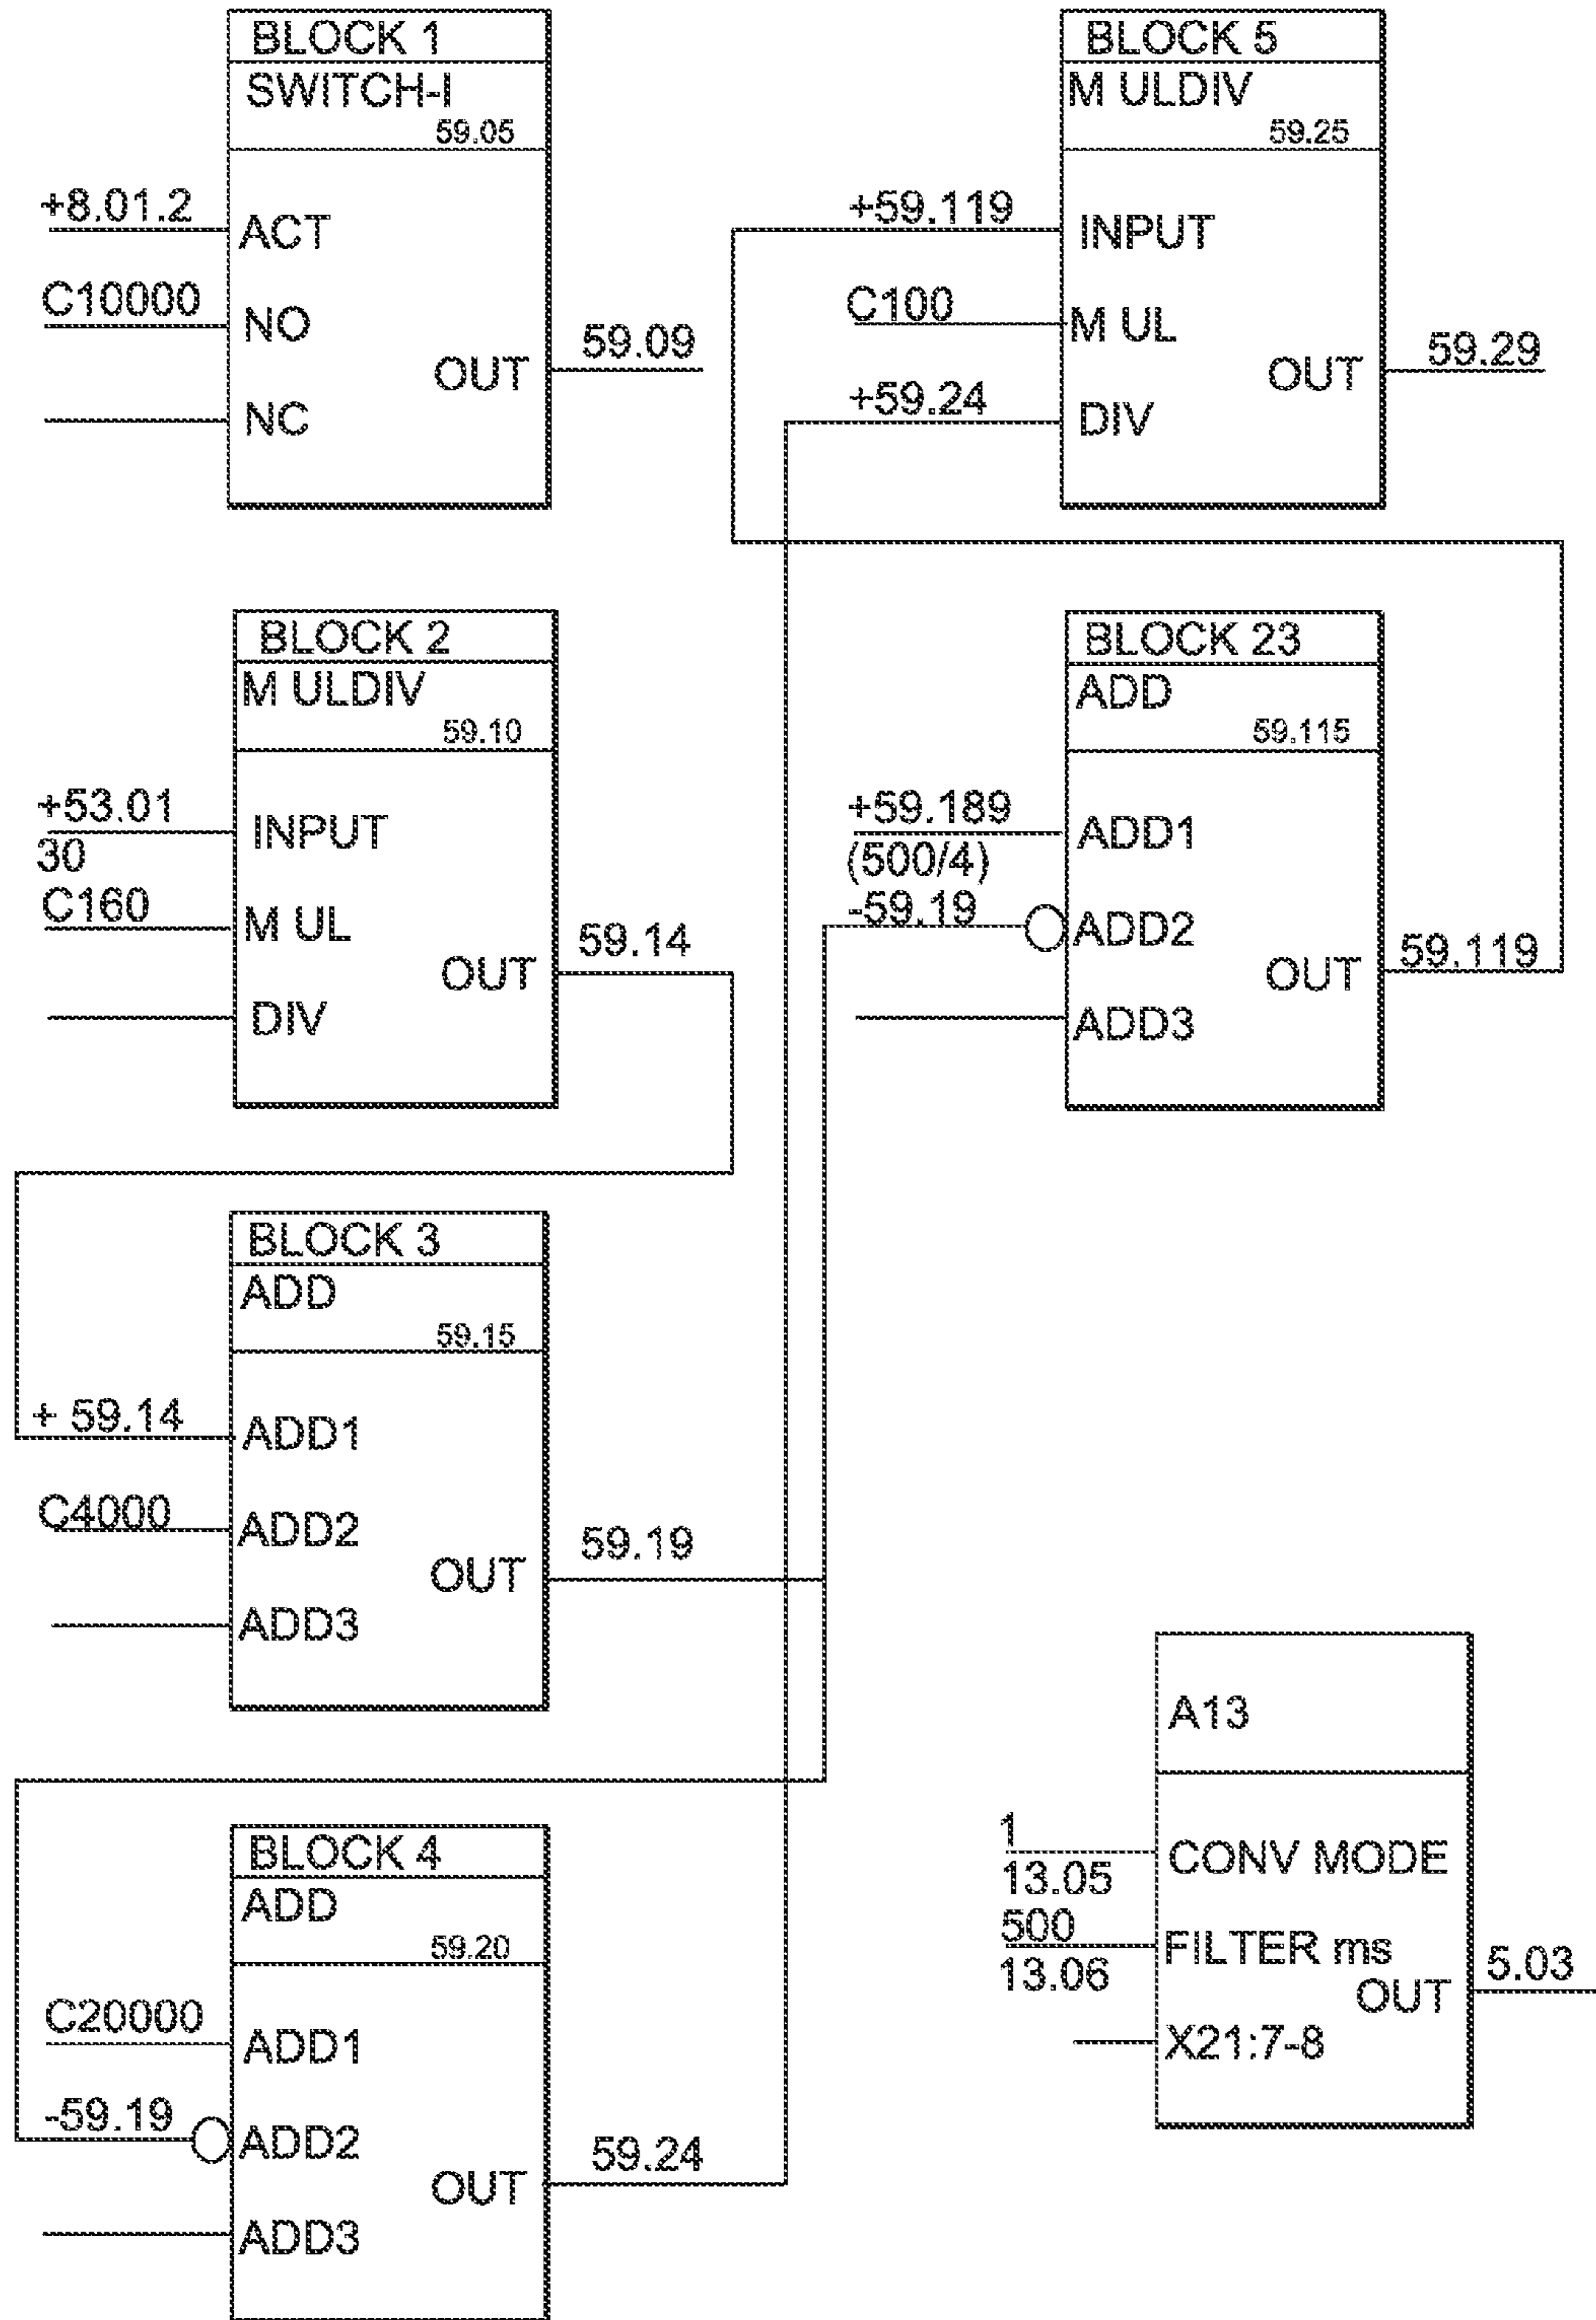 BLOCK 1
SWITCH-I
59.05
+8.01.2
ACT
C10000
NO
59.09
OUT
NC
BLOCK 5
M ULDIV
59.25
+59.119
INPUT
C100
M UL
59.29
OUT
+59.24
DIV
BLOCK 2
M ULDIV
59.10
+53.01
INPUT
30
C160
M UL
59.14
OUT
DIV
BLOCK 23
ADD
59.115
+59.189
ADD1
(500/4)
-59.19
ADD2
59.119
OUT
ADD3
BLOCK 3
ADD
59.15
+ 59.14
ADD1
C4000
ADD2
59.19
OUT
ADD3
BLOCK 4
ADD
59.20
C20000
ADD1
-59.19
ADD2
59.24
OUT
ADD3
A13
1
CONV MODE
13.05
500
FILTER ms
13.06
5.03
OUT
X21:7-8